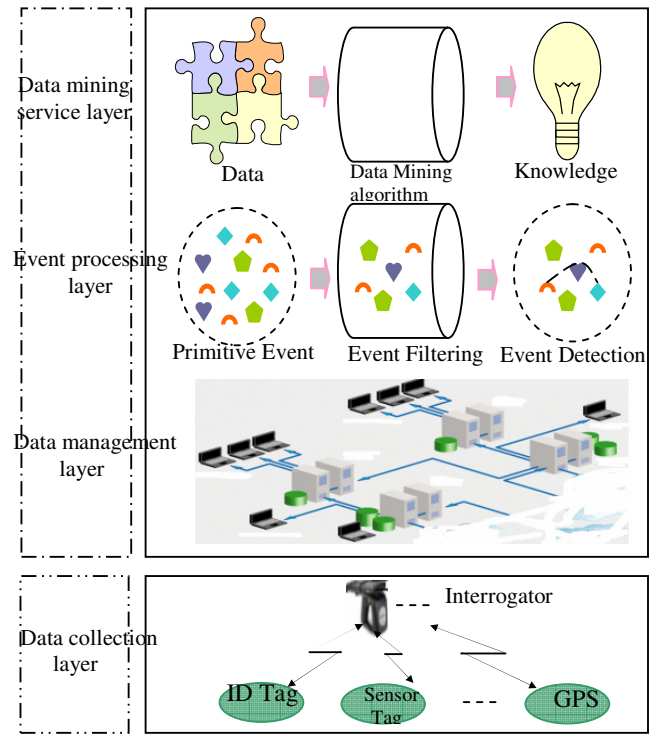 Data mining
service layer
Data
Data Mining
algorithm
Knowledge
Event processing
layer
Primitive Event
Event Filtering
Event Detection
Data management
layer
Data collection
layer
Interrogator
ID Tag
Sensor
Tag
GPS